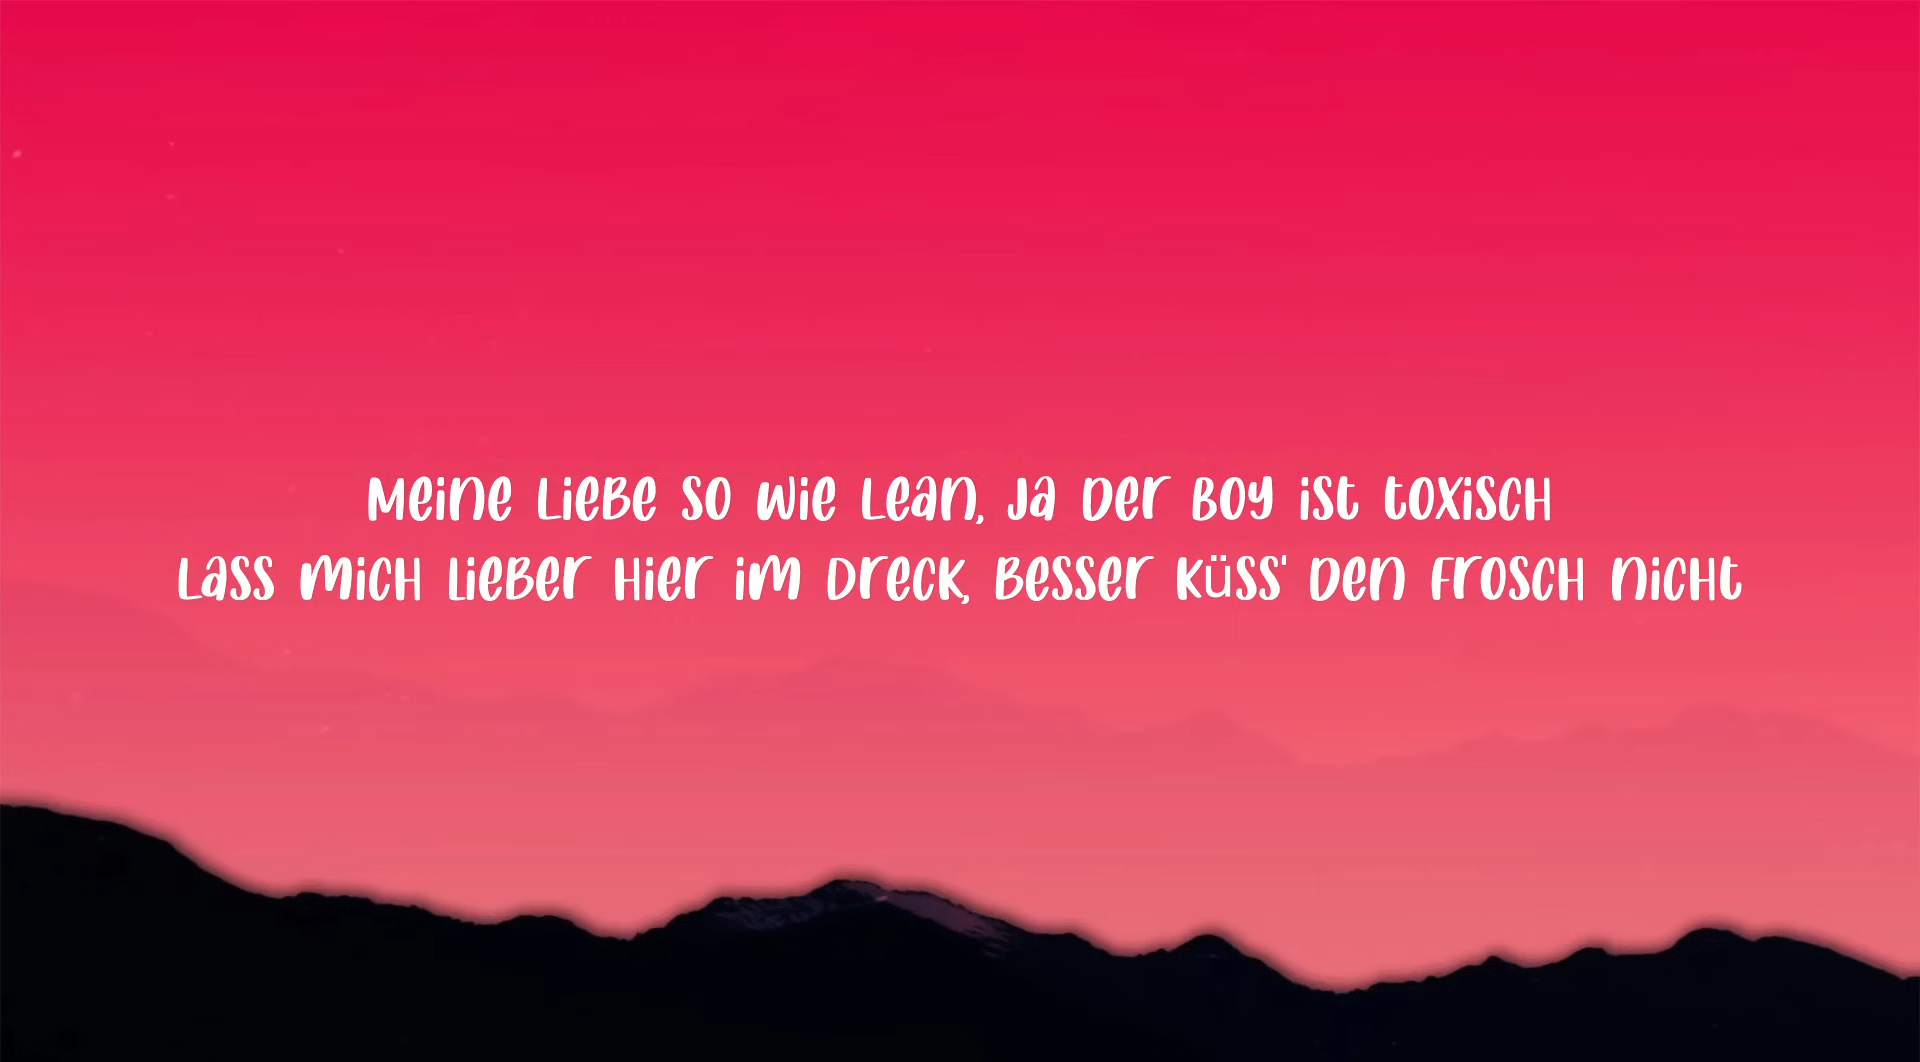 Meine Liebe so wie Lean, ja der Boy ist toxisch
Lass mich lieber hier im Dreck, besser küss' den Frosch nicht